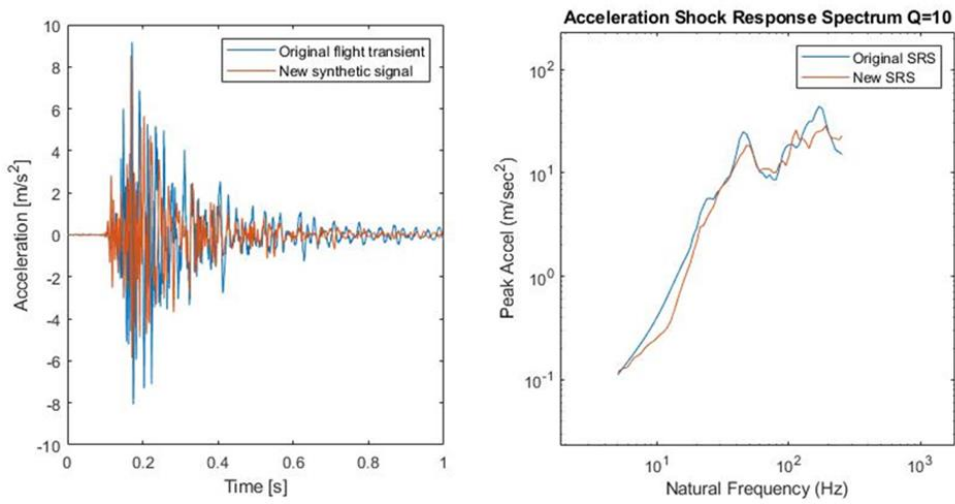 10
8
6
4
2
0
-2
-4
-6
-8
-10
0
0.2
0.4
0.6
0.8
1
Acceleration [m/s²]
Time [s]
Original flight transient
New synthetic signal
Acceleration Shock Response Spectrum Q=10
10²
10¹
10⁰
10⁻¹
10¹
10²
10³
Peak Accel (m/sec²)
Natural Frequency (Hz)
Original SRS
New SRS